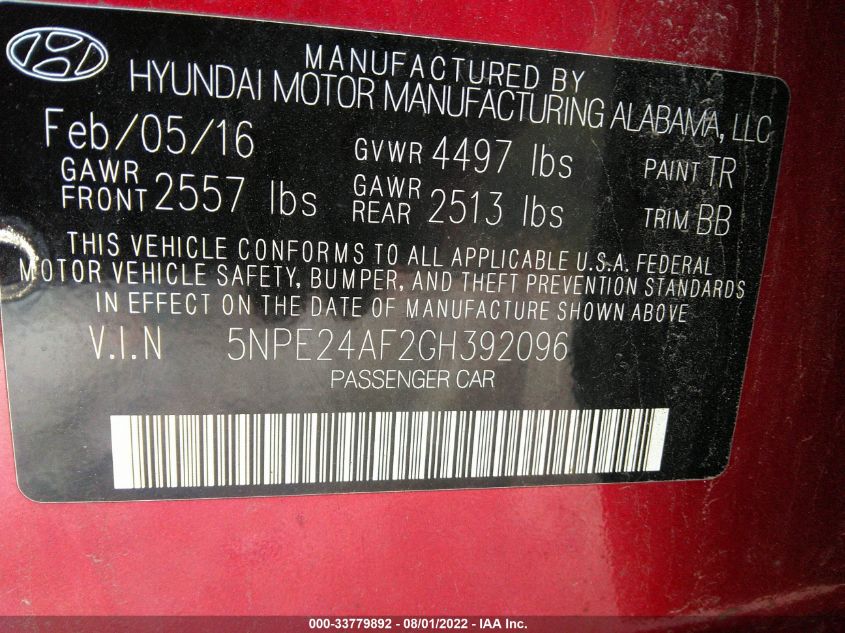 MANUFACTURED BY
HYUNDAI MOTOR MANUFACTURING ALABAMA, LLC
Feb/05/16 GVWR 4497 lbs PAINT TR
GAWR FRONT 2557 lbs GAWR REAR 2513 lbs TRIM BB
THIS VEHICLE CONFORMS TO ALL APPLICABLE U.S.A. FEDERAL
MOTOR VEHICLE SAFETY, BUMPER, AND THEFT PREVENTION STANDARDS
IN EFFECT ON THE DATE OF MANUFACTURE SHOWN ABOVE
V.I.N 5NPE24AF2GH392096
PASSENGER CAR
000-33779892 - 08/01/2022 - IAA Inc.